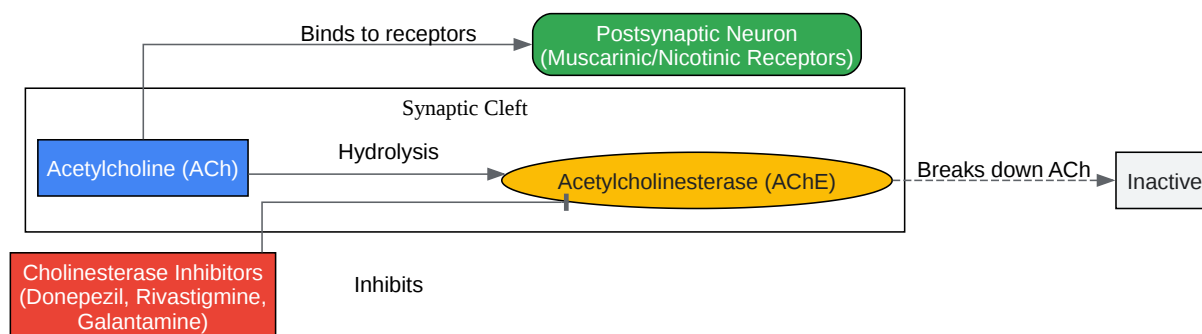 Binds to receptors
Postsynaptic Neuron
(Muscarinic/Nicotinic Receptors)
Synaptic Cleft
Acetylcholine (ACh)
Hydrolysis
Acetylcholinesterase (AChE)
Breaks down ACh
Inactive
Cholinesterase Inhibitors
(Donepezil, Rivastigmine,
Galantamine)
Inhibits